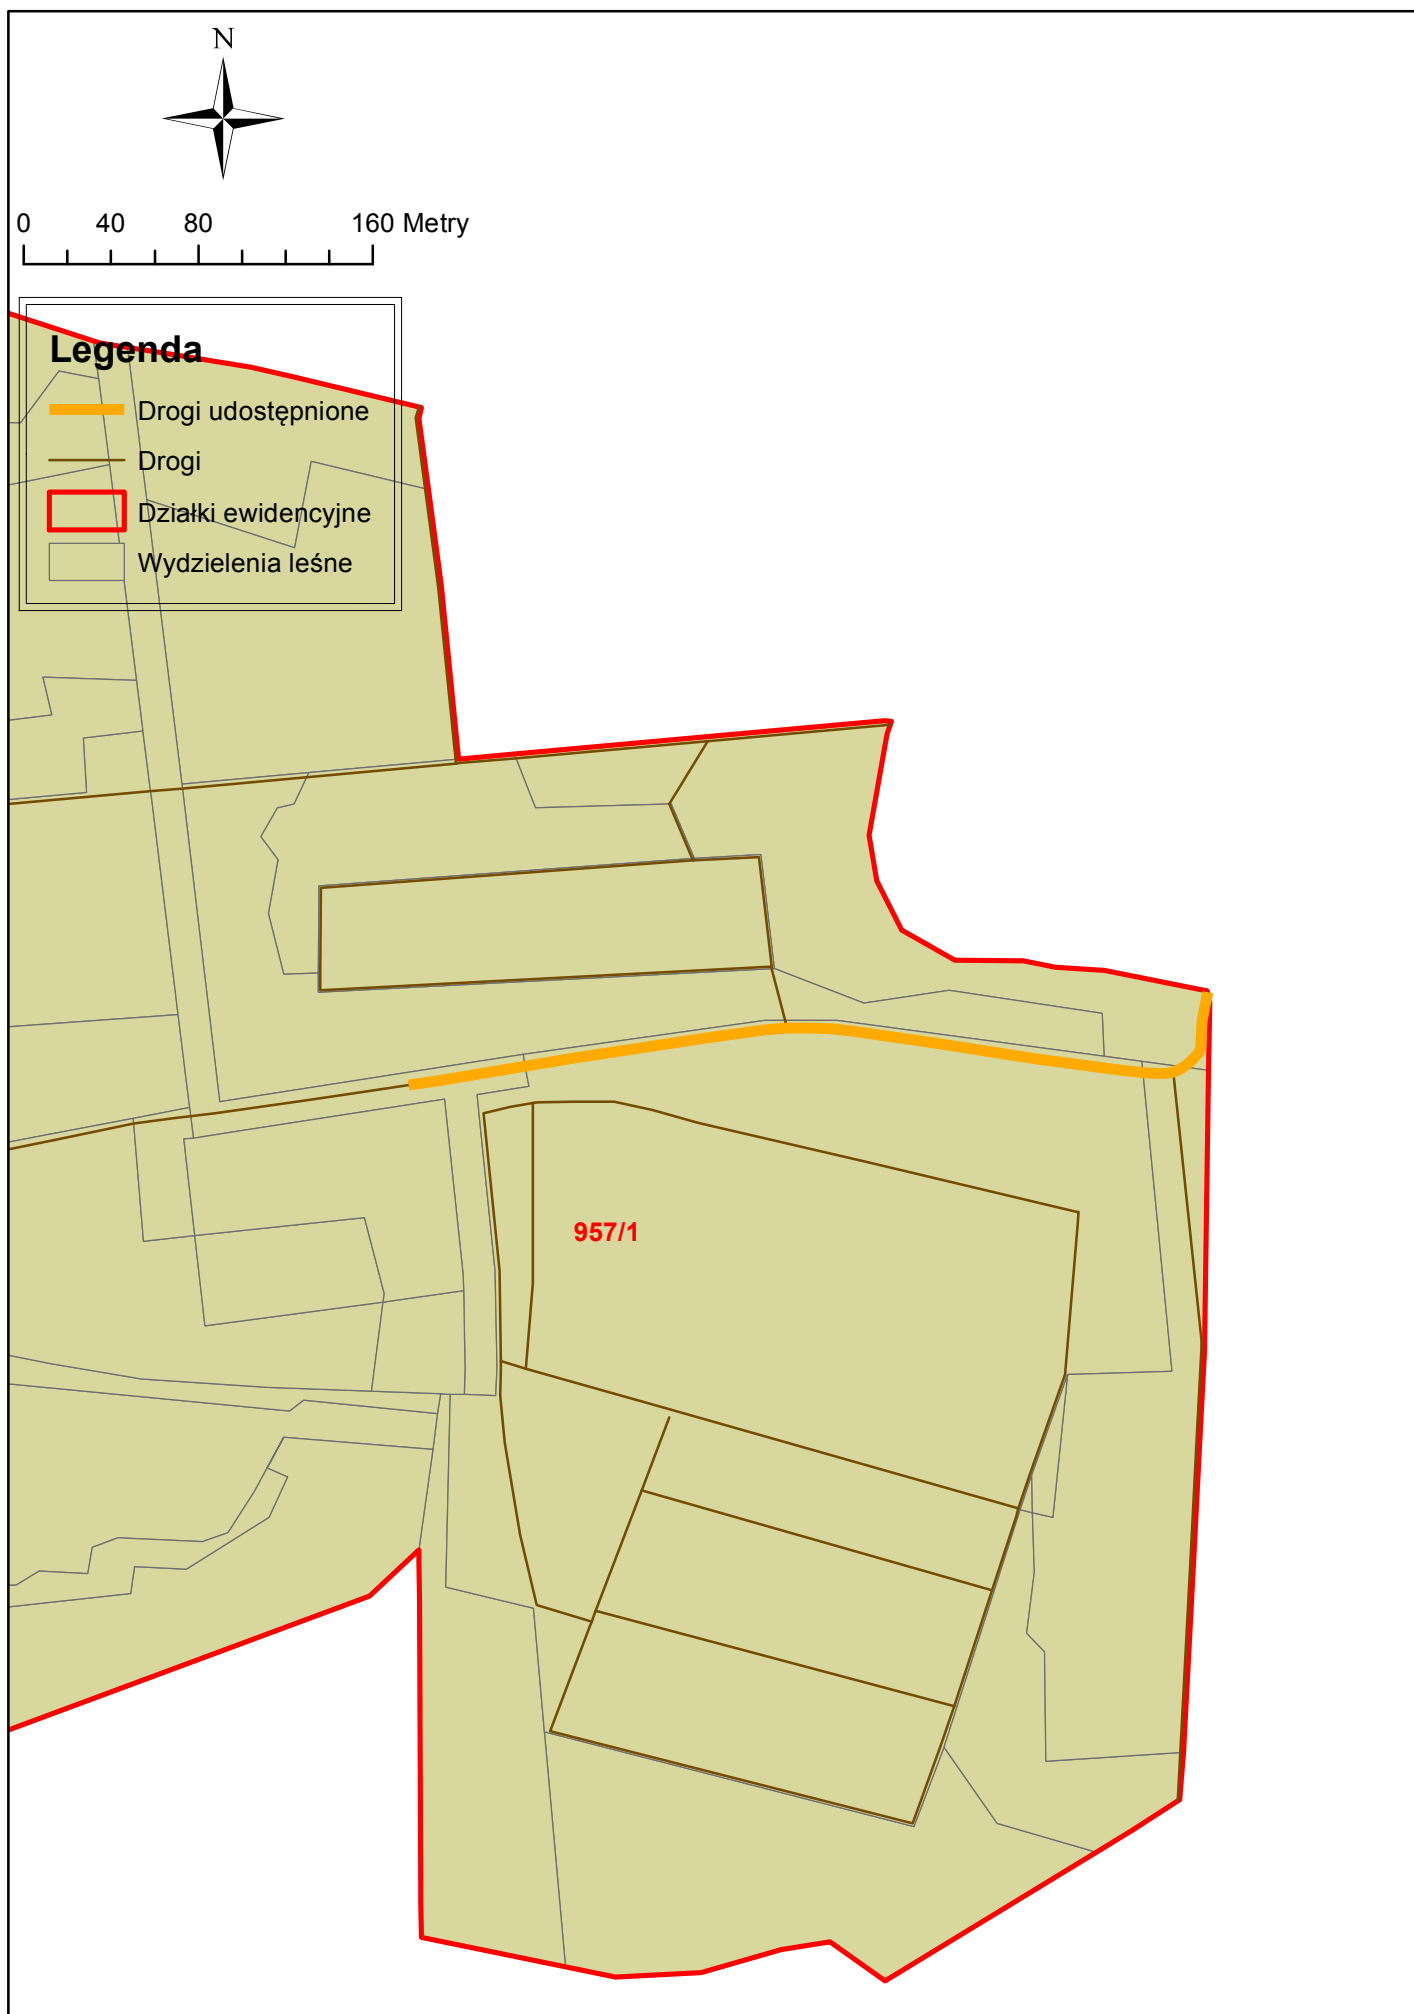 N
0 40 80 160 Metry
Legenda
Drogi udostępnione
Drogi
Działki ewidencyjne
Wydzielenia leśne
957/1